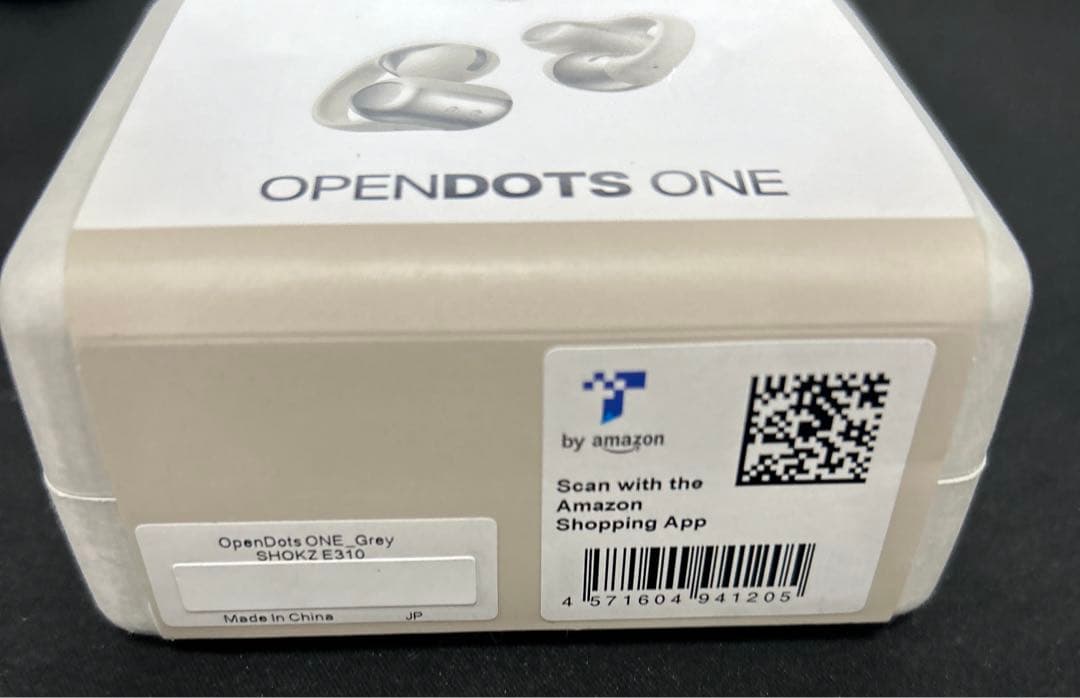 OPENDOTS ONE
by amazon
Scan with the
Amazon
Shopping App
4 571604 941205
OpenDots ONE_Grey
SHOKZ E310
Made In China JP